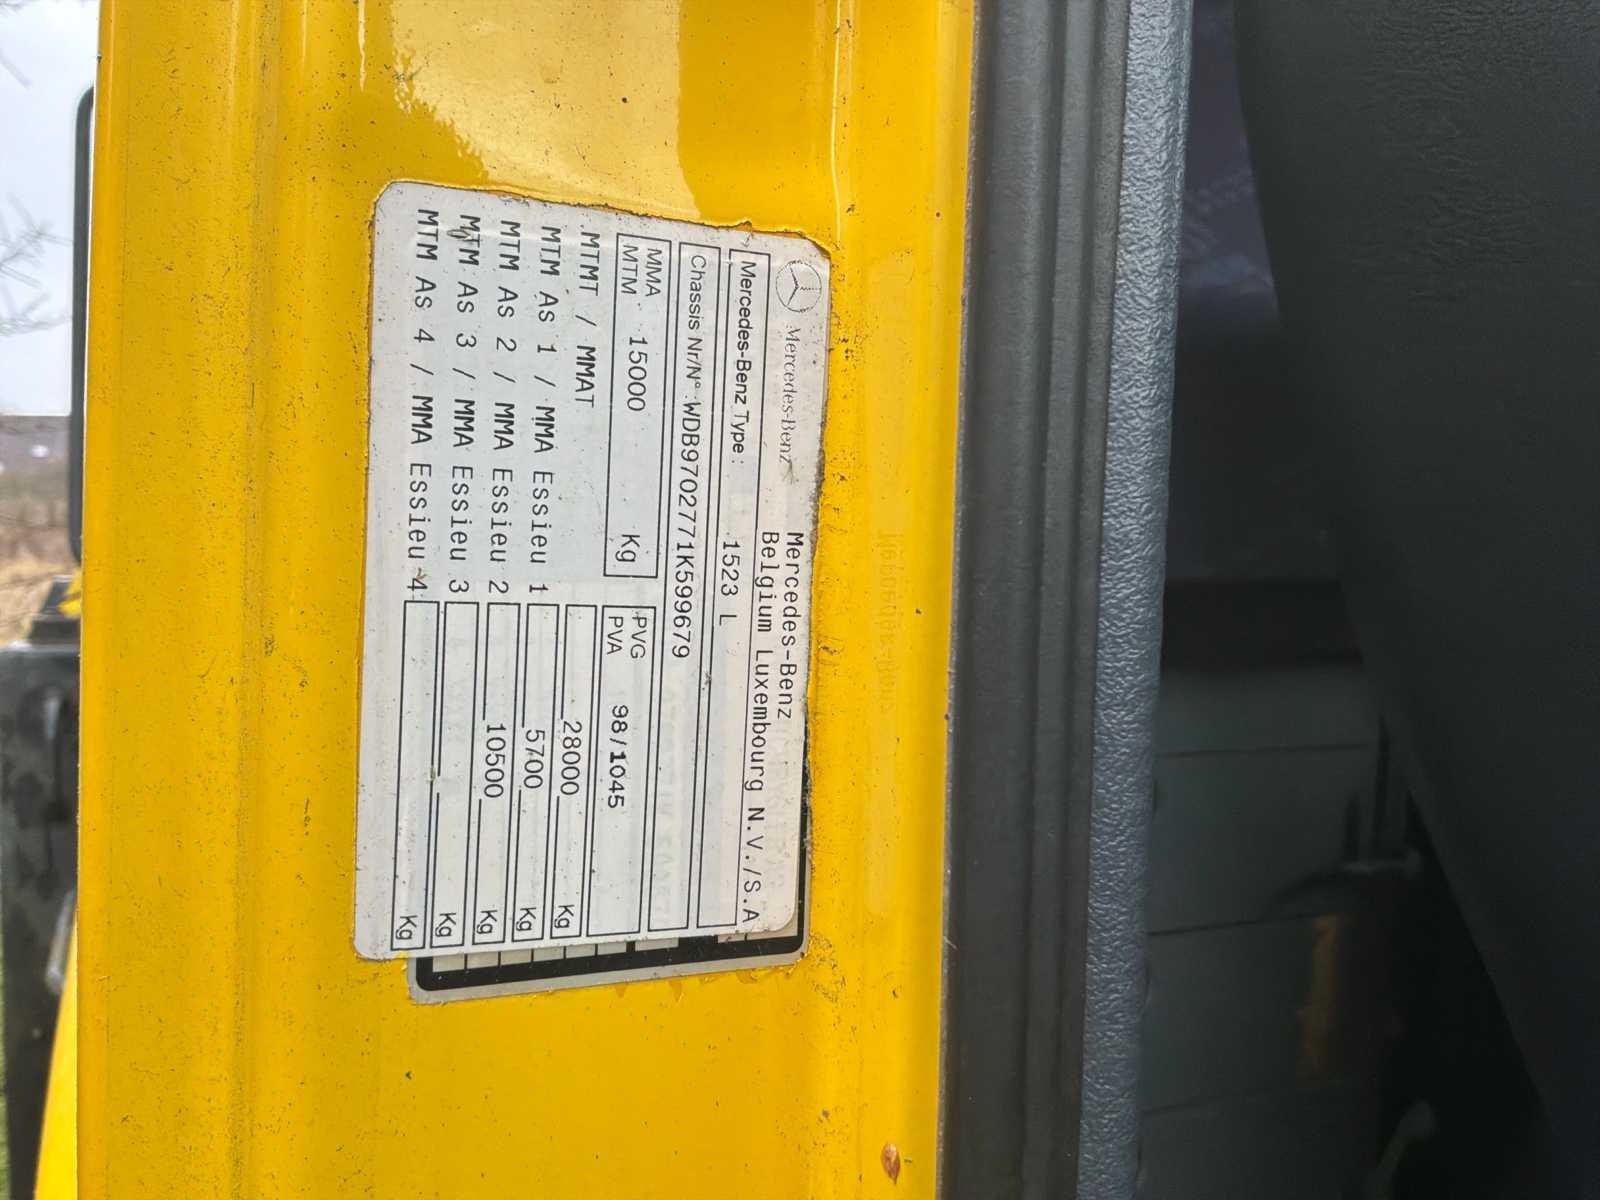 Mercedes-Benz
Mercedes-Benz
Belgium Luxembourg N.V./S.A
Mercedes-Benz Type : 1523 L
Chassis Nr/N° WDB9702771K599679
MMA
MTM 15000 Kg
PVG
PVA 98/1045
MTMT / MMAT 28000 Kg
MTM As 1 / MMA Essieu 1 5700 Kg
MTM As 2 / MMA Essieu 2 10500 Kg
MTM As 3 / MMA Essieu 3 Kg
MTM As 4 / MMA Essieu 4 Kg